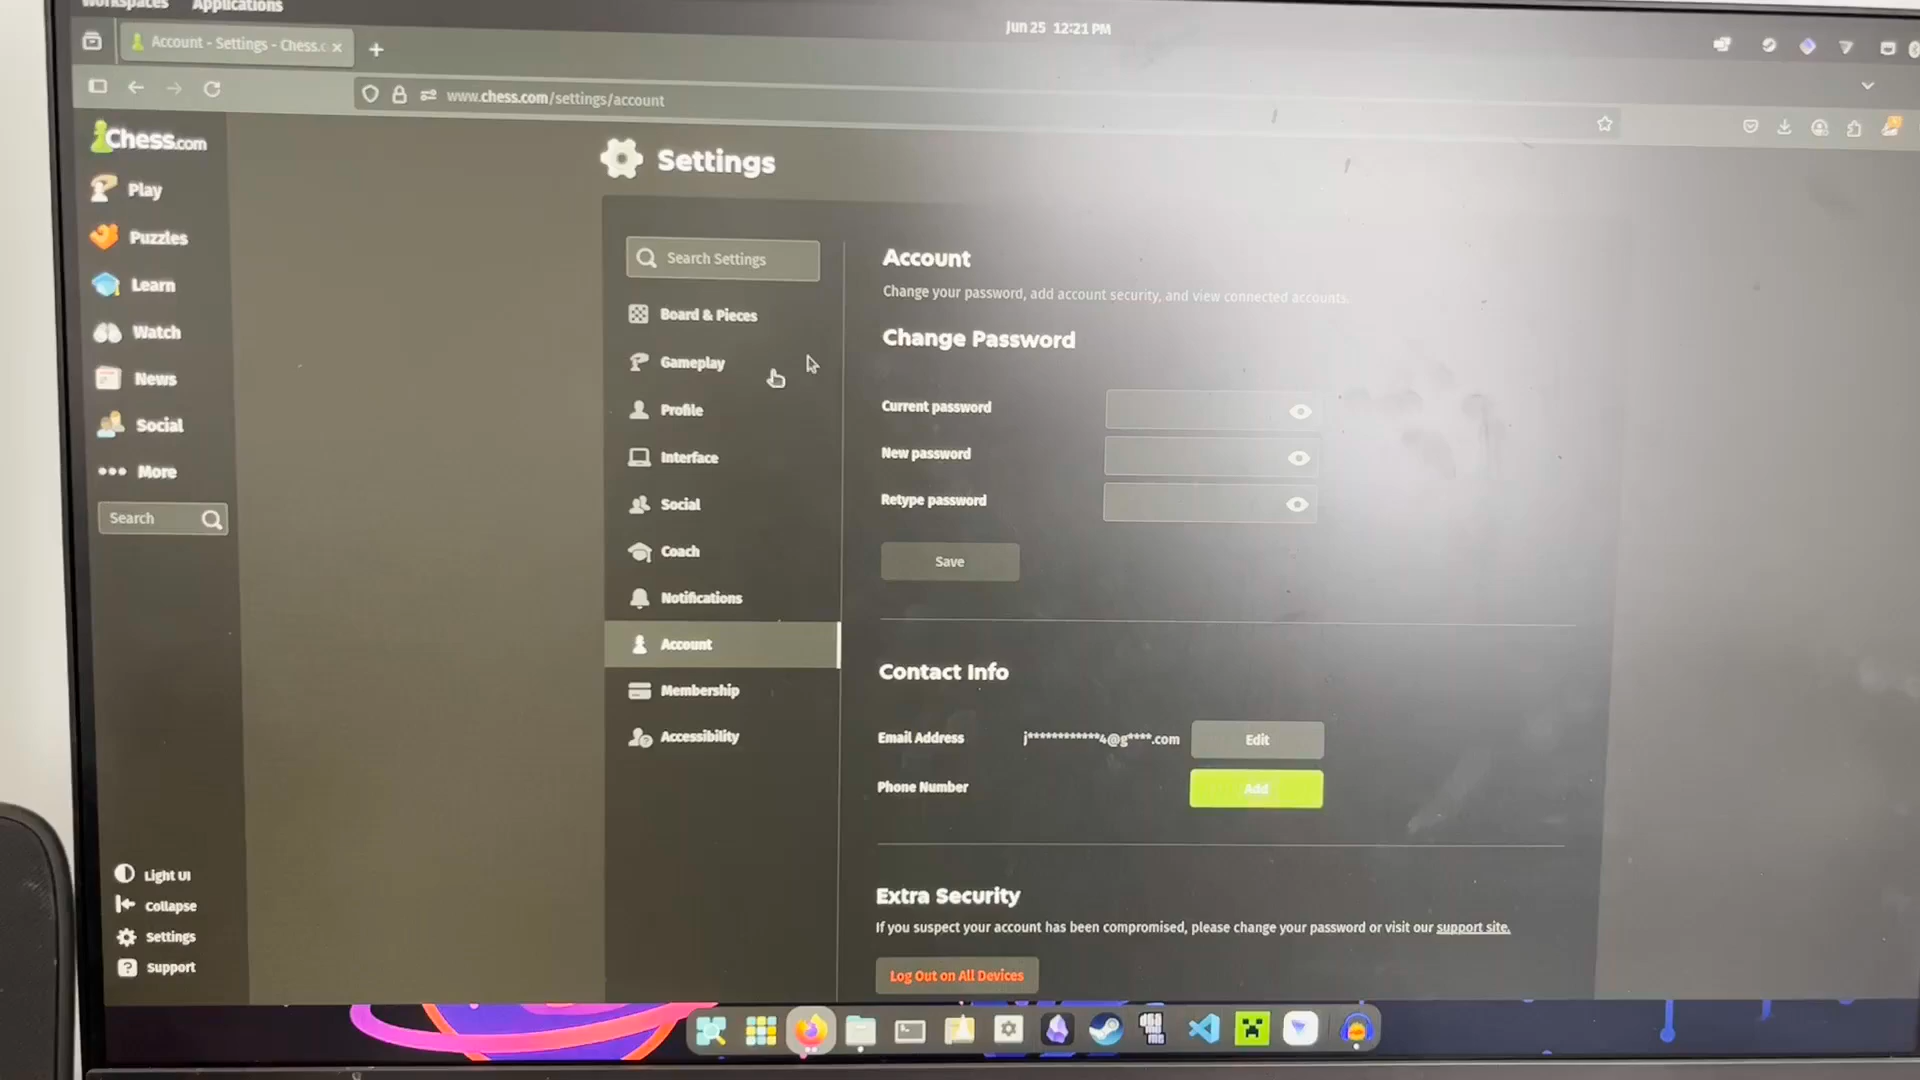 Workspaces Applications
Jun 25 12:21 PM
Account - Settings - Chess.c
www.chess.com/settings/account
Chess.com
Play
Puzzles
Learn
Watch
News
Social
More
Search
Light UI
Collapse
Settings
Support
Settings
Search Settings
Board & Pieces
Gameplay
Profile
Interface
Social
Coach
Notifications
Account
Membership
Accessibility
Account
Change your password, add account security, and view connected accounts.
Change Password
Current password
New password
Retype password
Save
Contact Info
Email Address j************4@g****.com Edit
Phone Number Add
Extra Security
If you suspect your account has been compromised, please change your password or visit our support site.
Log Out on All Devices